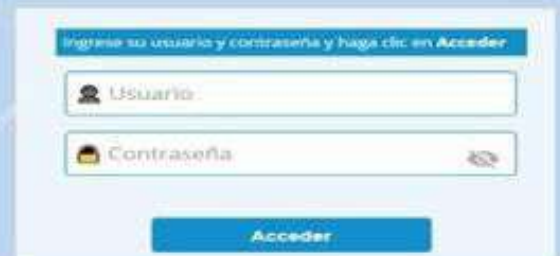 Ingrese su usuario y contraseña y haga clic en Acceder
Usuario
Contraseña
Acceder